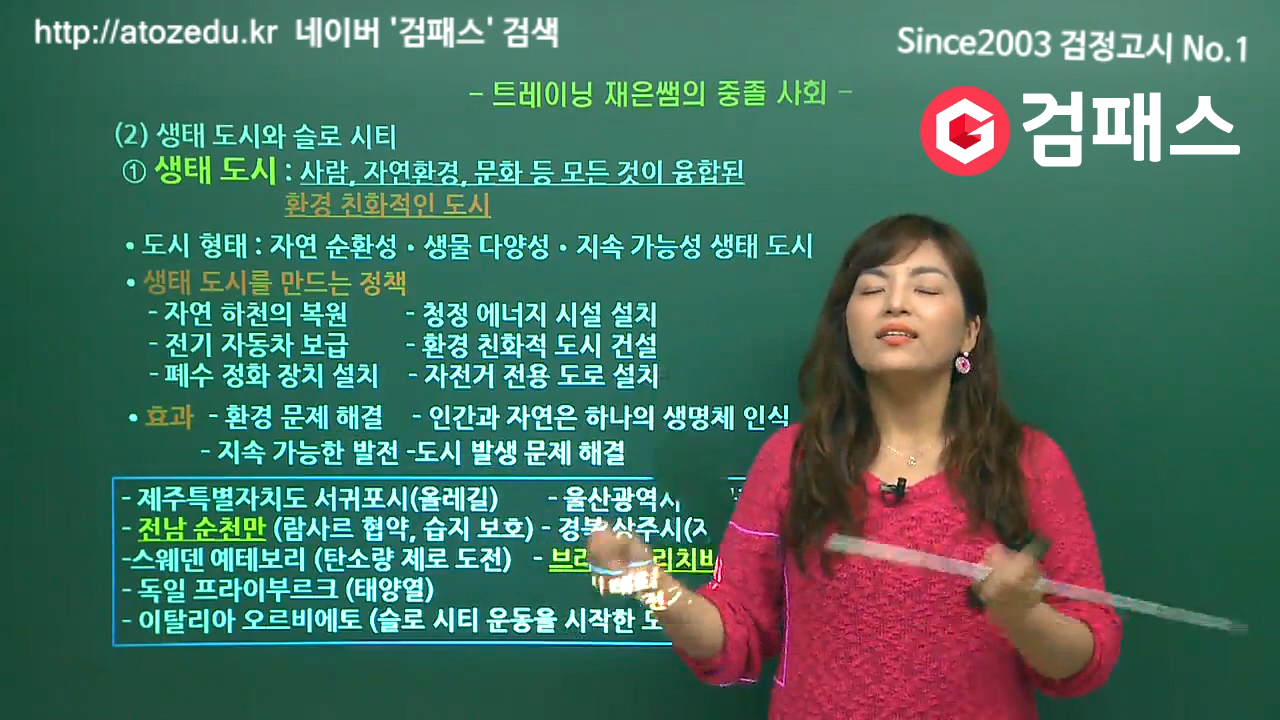 http://atozedu.kr 네이버 '검패스' 검색
Since2003 검정고시 No.1
검패스
- 트레이닝 재은쌤의 중졸 사회 -
(2) 생태 도시와 슬로 시티
① 생태 도시 : 사람, 자연환경, 문화 등 모든 것이 융합된
환경 친화적인 도시
• 도시 형태 : 자연 순환성 • 생물 다양성 • 지속 가능성 생태 도시
• 생태 도시를 만드는 정책
- 자연 하천의 복원 - 청정 에너지 시설 설치
- 전기 자동차 보급 - 환경 친화적 도시 건설
- 폐수 정화 장치 설치 - 자전거 전용 도로 설치
• 효과 - 환경 문제 해결 - 인간과 자연은 하나의 생명체 인식
- 지속 가능한 발전 -도시 발생 문제 해결
- 제주특별자치도 서귀포시(올레길) - 울산광역시
- 전남 순천만 (람사르 협약, 습지 보호) - 경북 상주시(
-스웨덴 예테보리 (탄소량 제로 도전) -
- 독일 프라이부르크 (태양열)
- 이탈리아 오르비에토 (슬로 시티 운동을 시작한